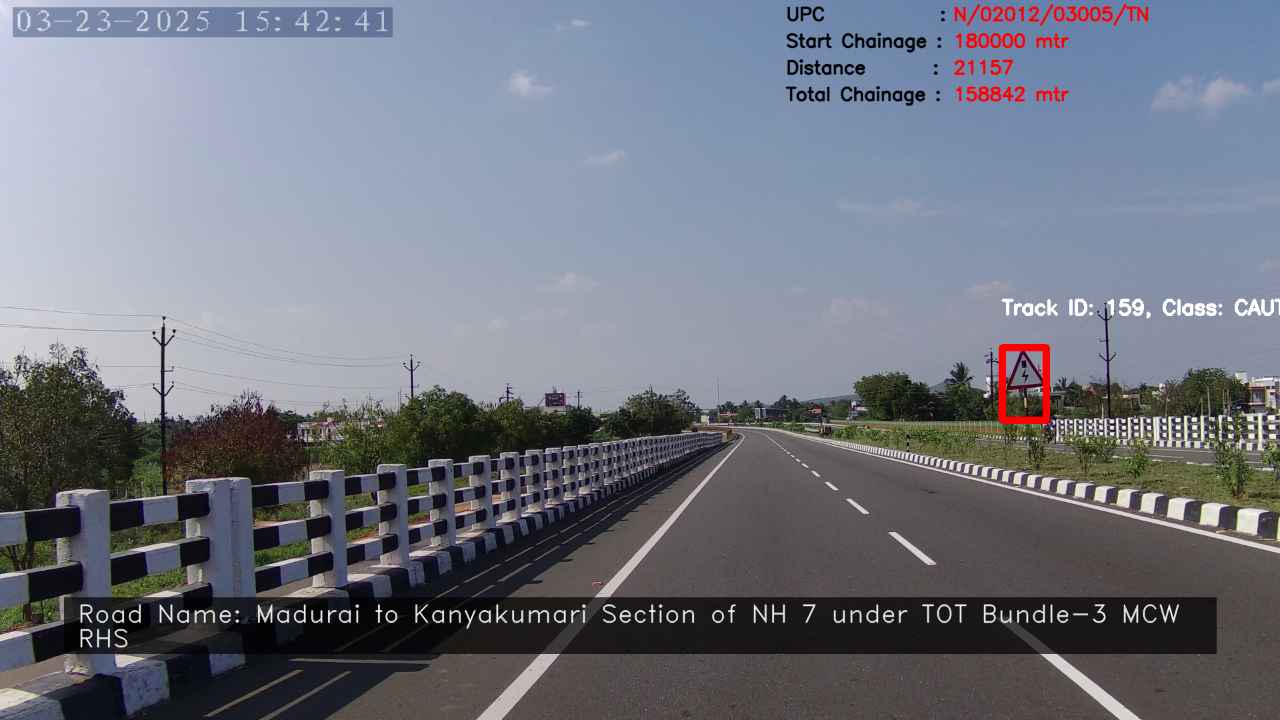 03-23-2025 15:42:41
UPC : N/02012/03005/TN
Start Chainage : 180000 mtr
Distance : 21157
Total Chainage : 158842 mtr
Track ID: 159, Class: CAUT
Road Name: Madurai to Kanyakumari Section of NH 7 under TOT Bundle-3 MCW
RHS